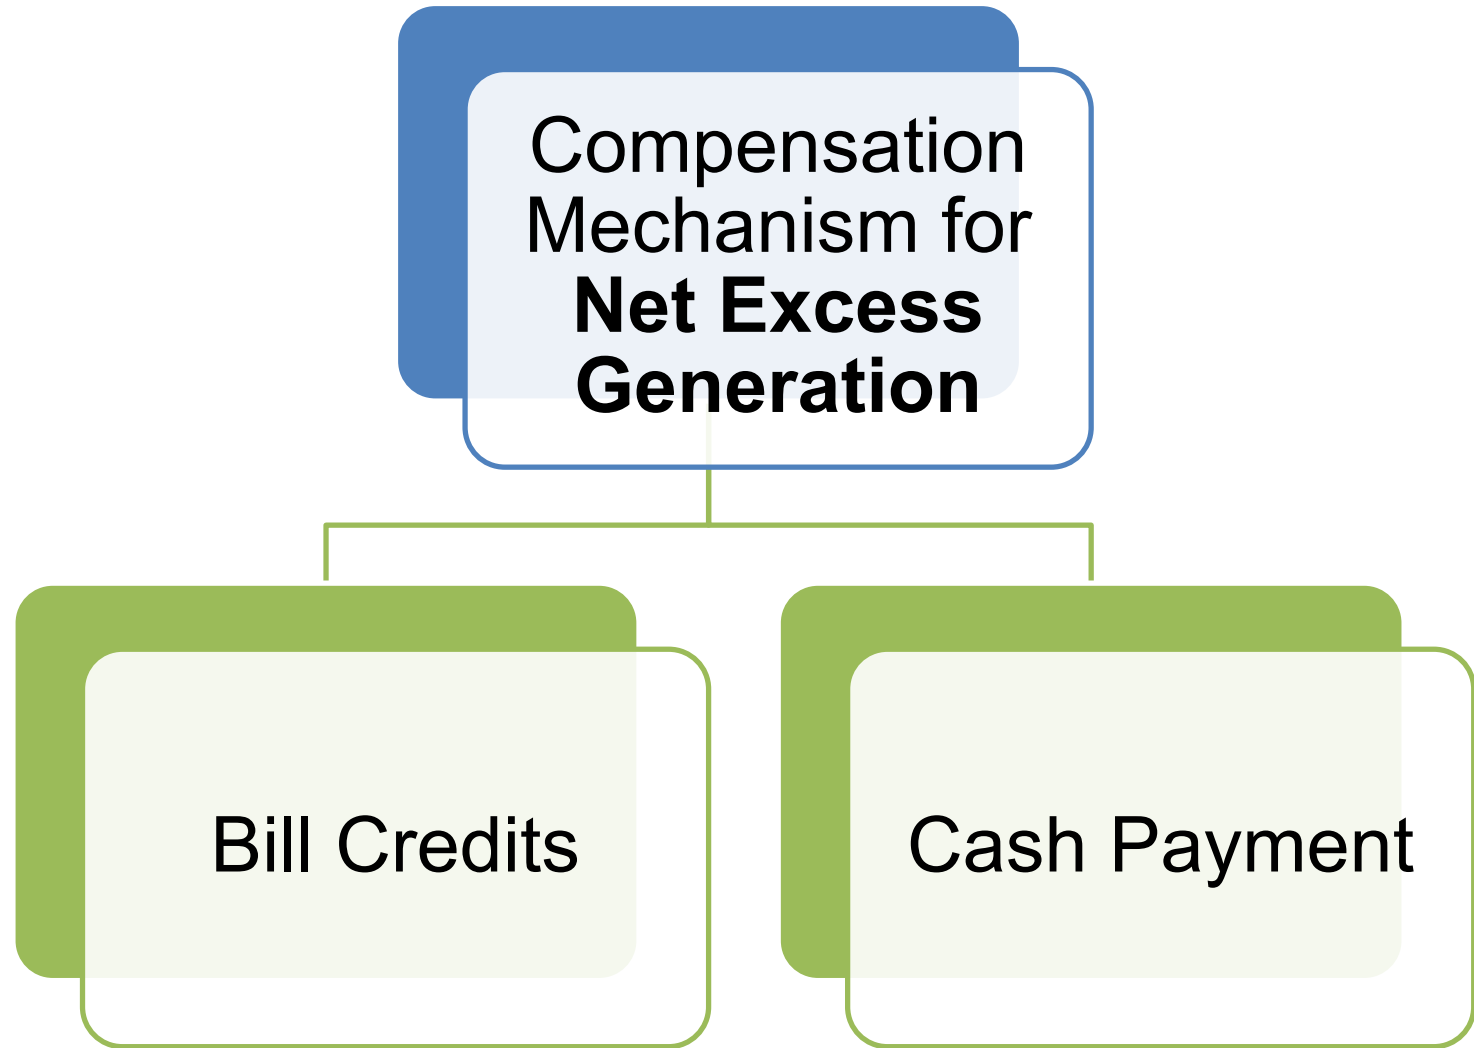 Compensation
Mechanism for
Net Excess
Generation
Bill Credits
Cash Payment